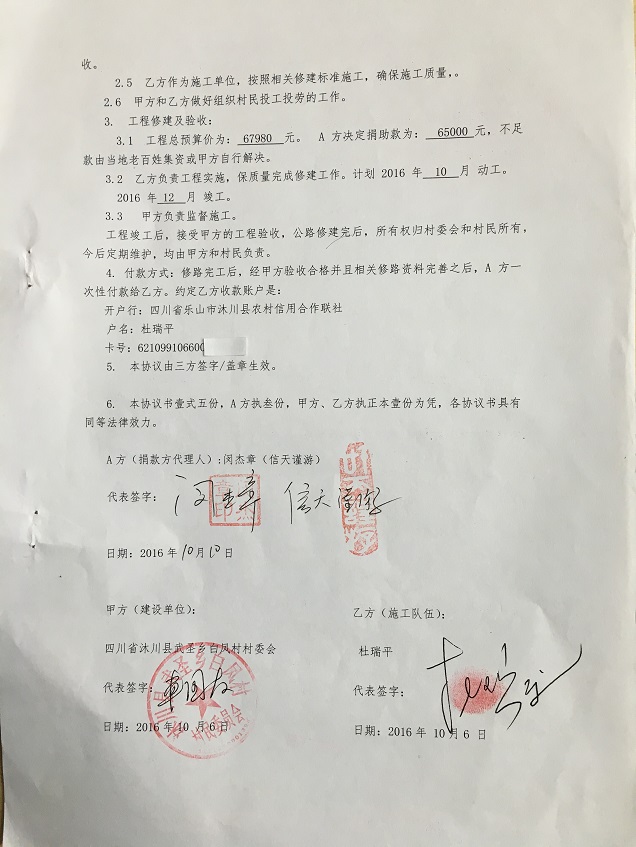 收。
2.5 乙方作为施工单位，按照相关修建标准施工，确保施工质量，。
2.6 甲方和乙方做好组织村民投工投劳的工作。
3. 工程修建及验收：
3.1 工程总预算价为： 67980 元。 A 方决定捐助款为： 65000 元，不足
款由当地老百姓集资或甲方自行解决。
3.2 乙方负责工程实施，保质量完成修建工作。计划 2016 年 10 月 动工。
2016 年 12 月 竣工。
3.3 甲方负责监督施工。
工程竣工后，接受甲方的工程验收，公路修建完后，所有权归村委会和村民所有，
今后定期维护，均由甲方和村民负责。
4. 付款方式：修路完工后，经甲方验收合格并且相关修路资料完善之后，A 方一
次性付款给乙方。约定乙方收款账户是：
开户行：四川省乐山市沐川县农村信用合作联社
户名：杜瑞平
卡号：62109910660
5. 本协议由三方签字/盖章生效。
6. 本协议书壹式五份，A 方执叁份，甲方、乙方执正本壹份为凭，各协议书具有
同等法律效力。
A 方（捐款方代理人）:闵杰章（信天谨游）
代表签字： 闵杰章 信天谨游
日期：2016 年 10 月 10 日
甲方（建设单位）：
四川省沐川县武圣乡白凤村村委会
代表签字：
日期：2016 年 10 月 6 日
乙方（施工队伍）；
杜瑞平
代表签字： 杜瑞平
日期：2016 年 10 月 6 日